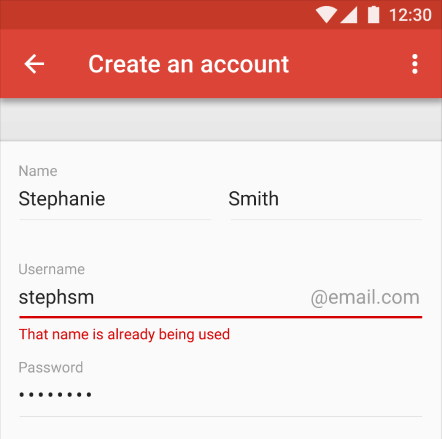 12:30
Create an account
Name
Stephanie Smith
Username
stephsm @email.com
That name is already being used
Password
••••••••